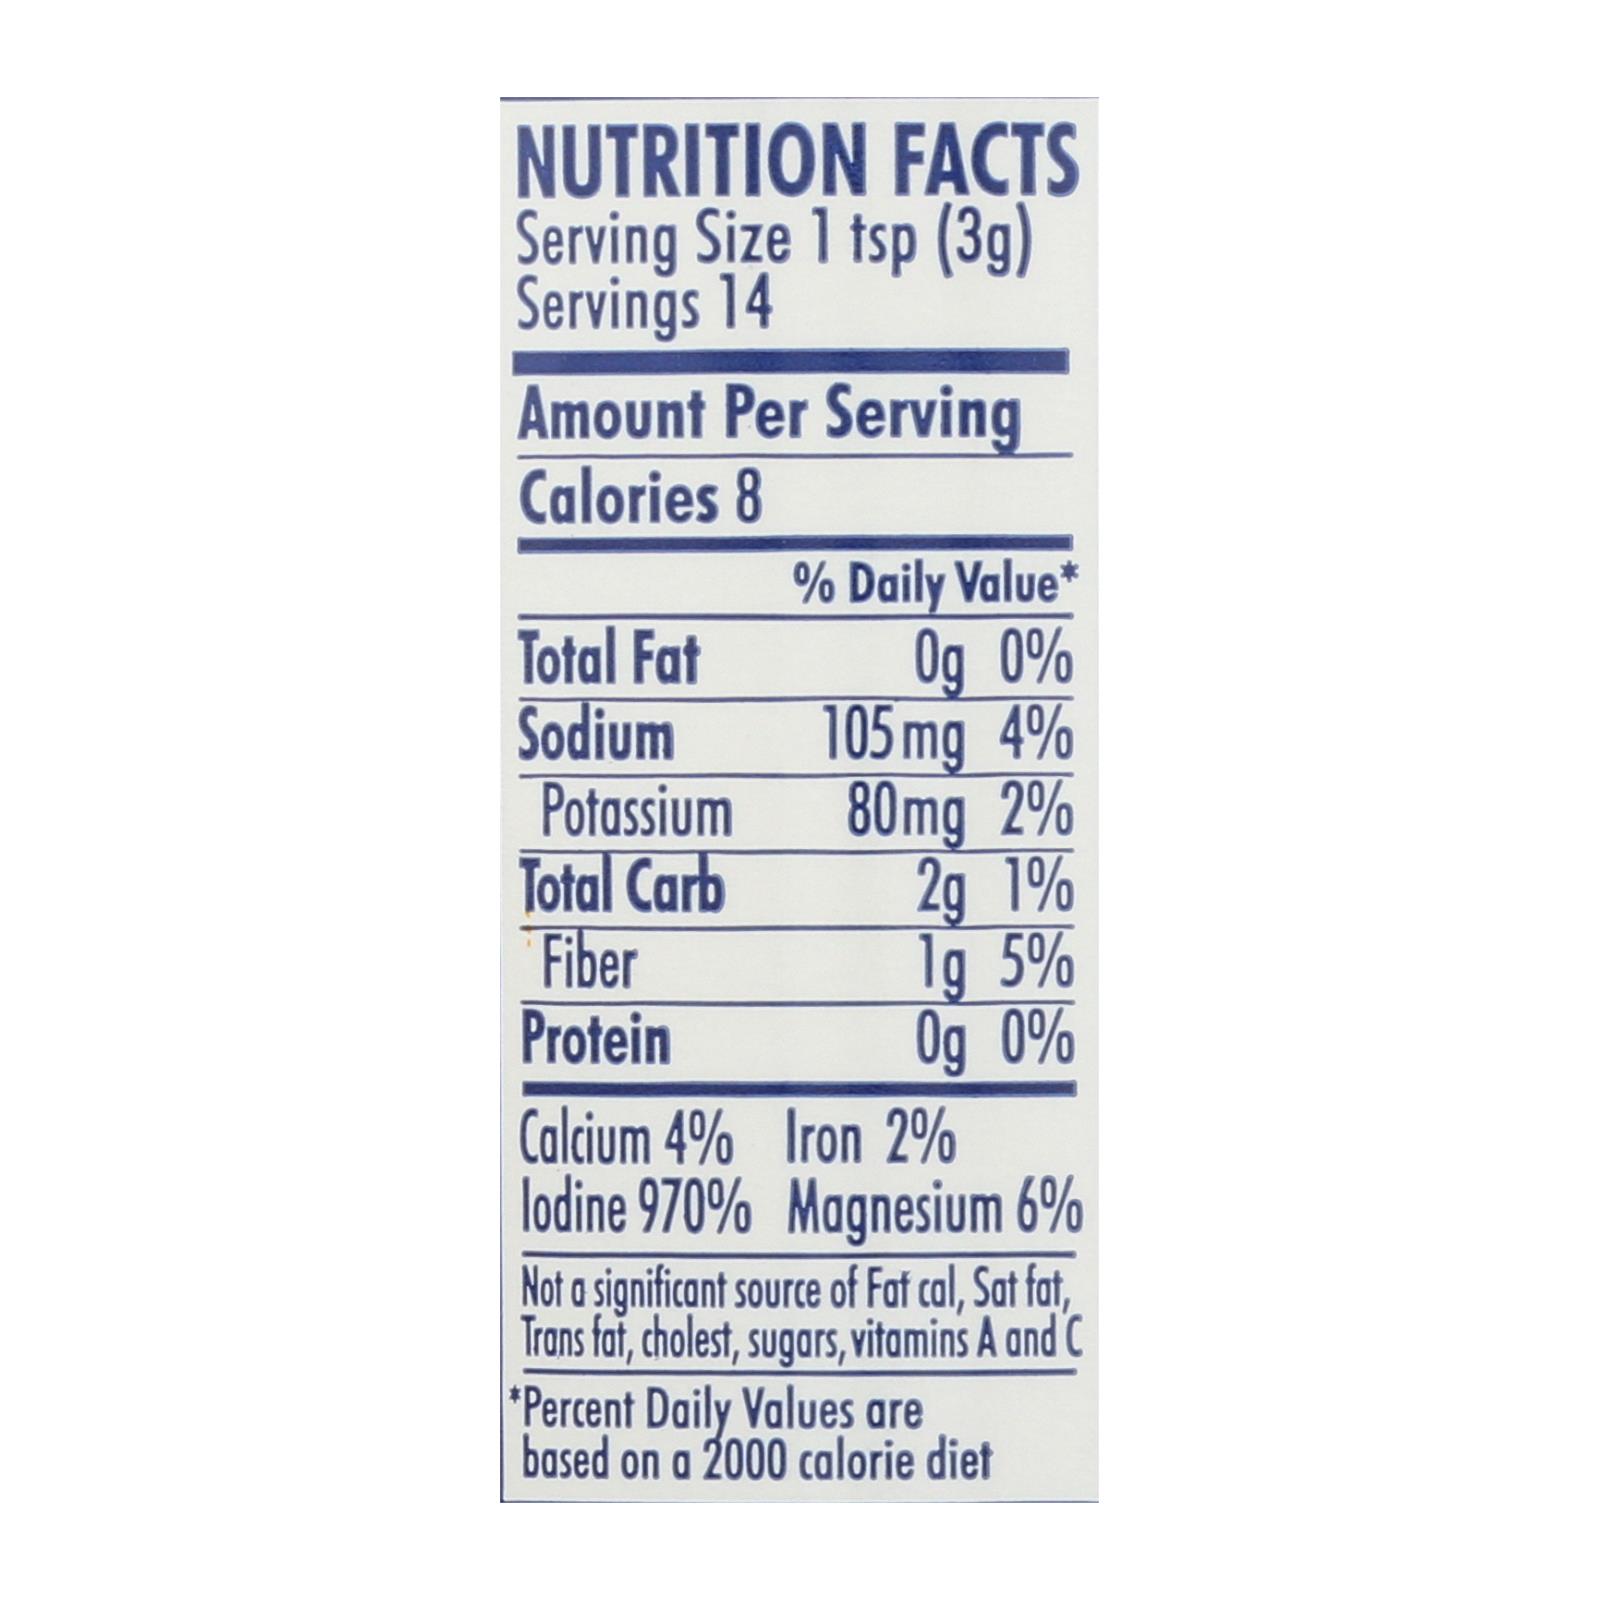 NUTRITION FACTS
Serving Size 1 tsp (3g)
Servings 14
Amount Per Serving
Calories 8
% Daily Value*
Total Fat 0g 0%
Sodium 105mg 4%
Potassium 80mg 2%
Total Carb 2g 1%
Fiber 1g 5%
Protein 0g 0%
Calcium 4% Iron 2%
Iodine 970% Magnesium 6%
Not a significant source of Fat cal, Sat fat,
Trans fat, cholest, sugars, vitamins A and C
*Percent Daily Values are
based on a 2000 calorie diet